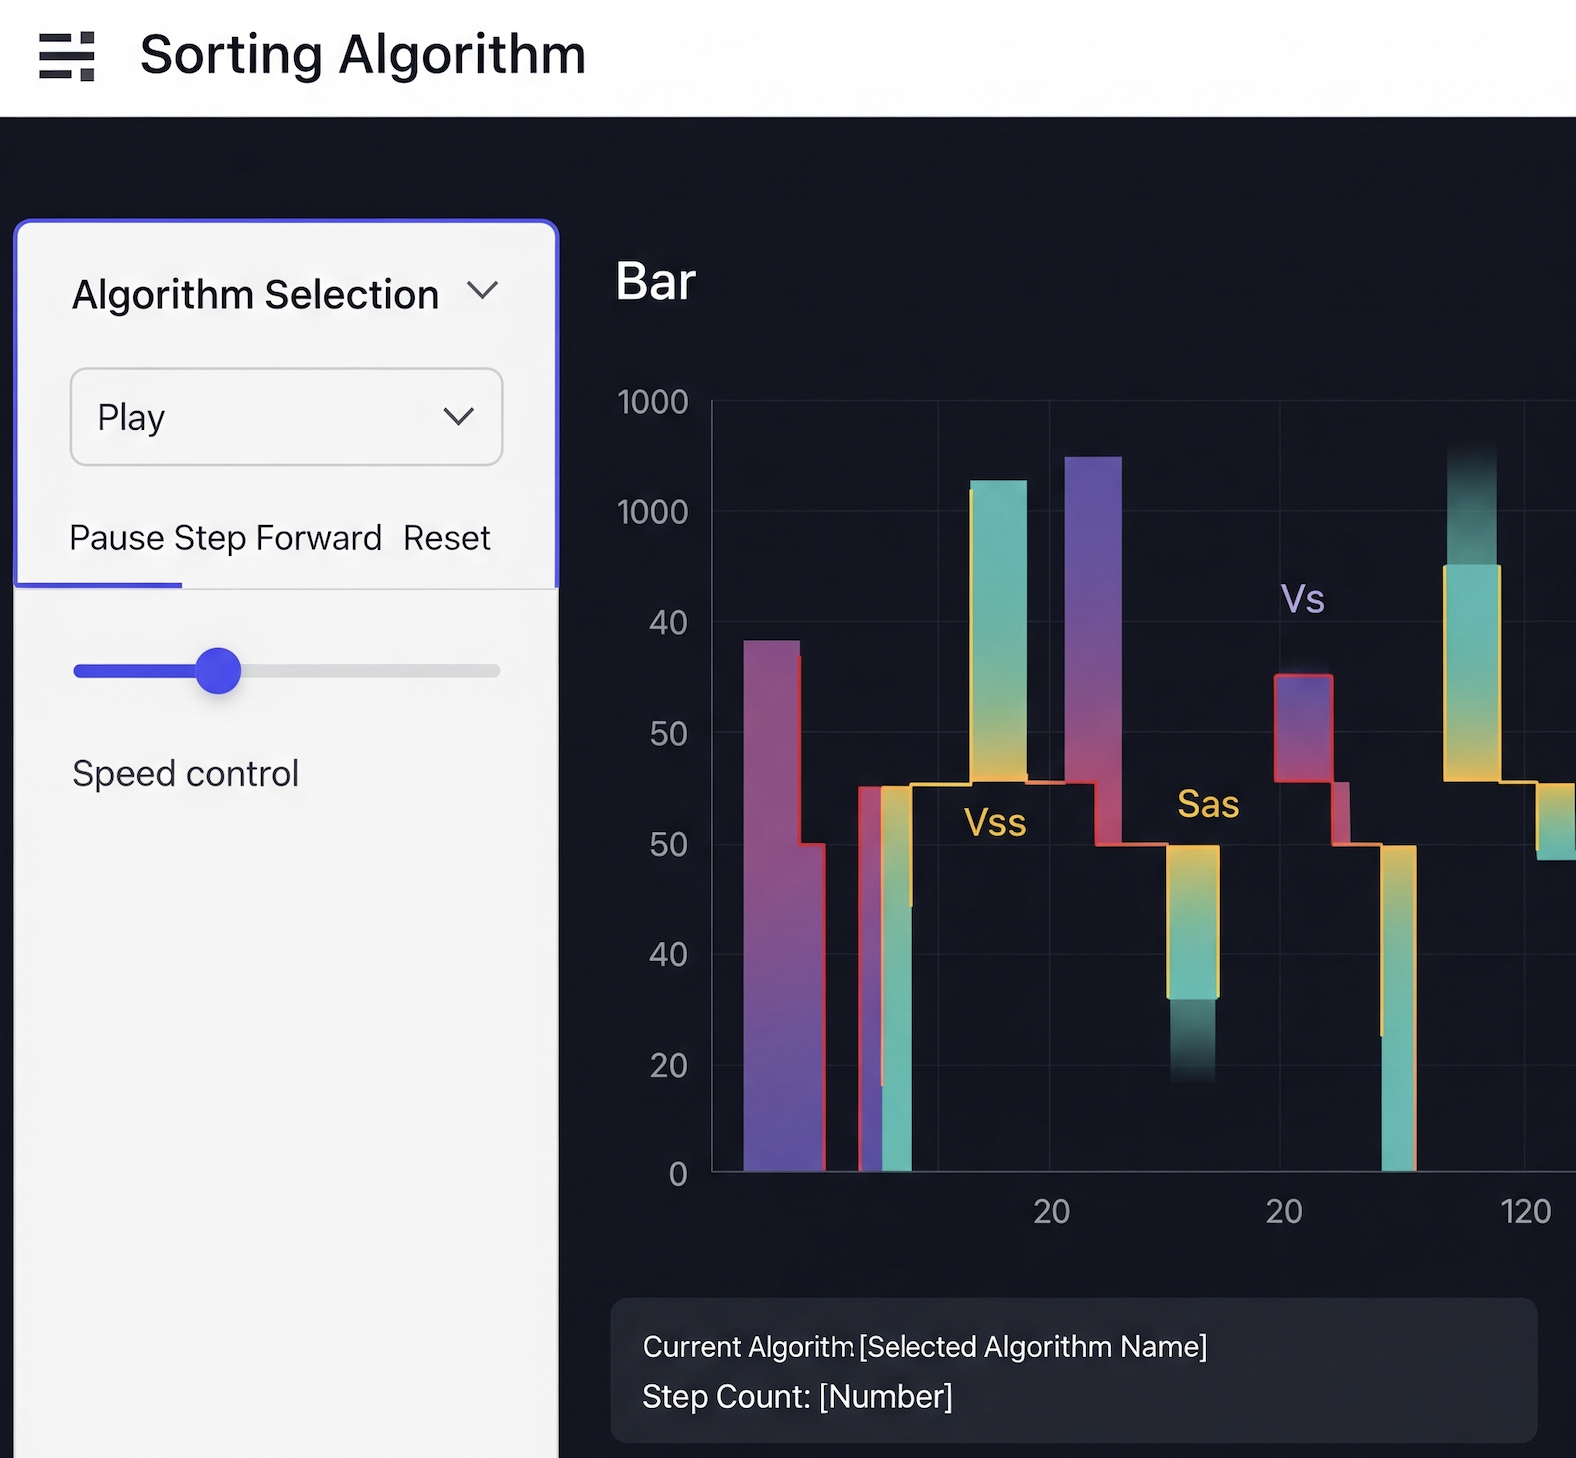 Sorting Algorithm
Algorithm Selection
Play
Pause Step Forward Reset
Speed control
Bar
1000
1000
40
50
50
40
20
0
Vss
Sas
Vs
20
20
120
Current Algorithm [Selected Algorithm Name]
Step Count: [Number]